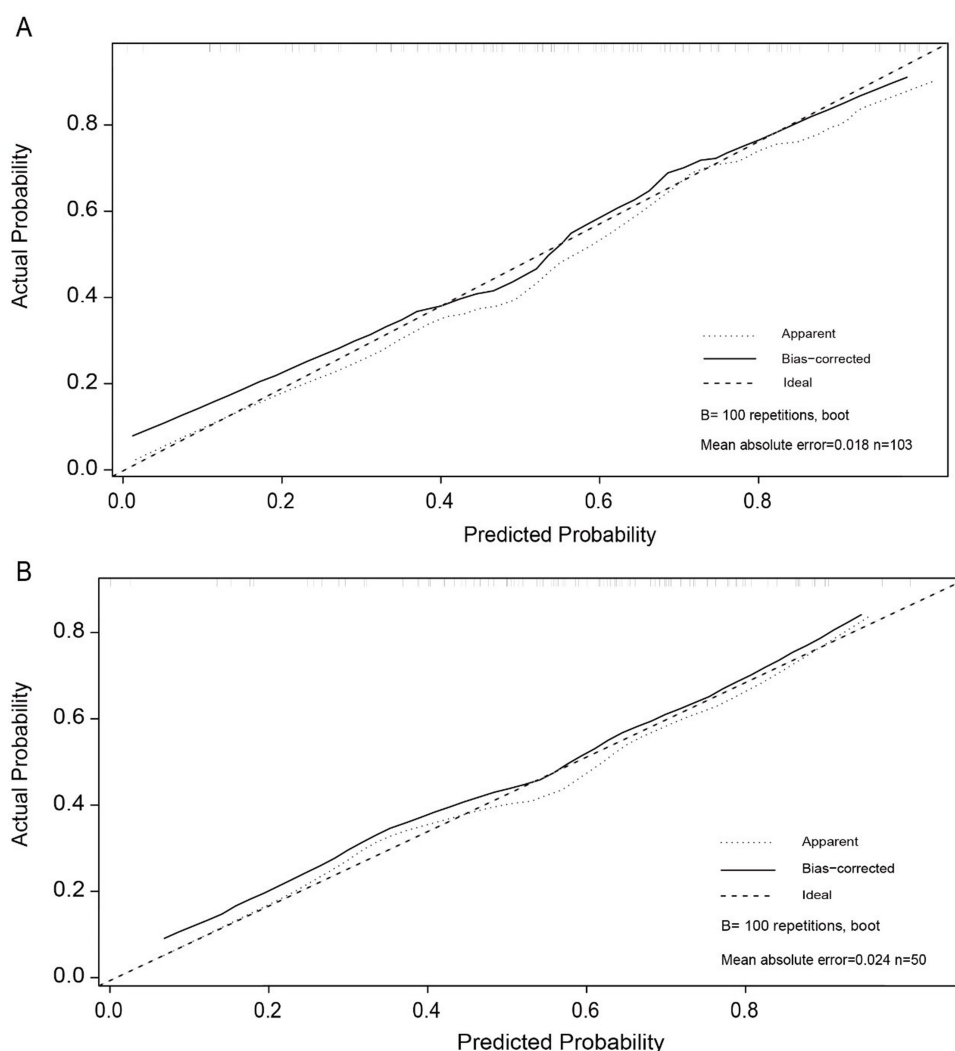 A
Actual Probability
0.8
0.6
0.4
0.2
0.0
Apparent
Bias−corrected
Ideal
B= 100 repetitions, boot
Mean absolute error=0.018 n=103
0.0 0.2 0.4 0.6 0.8
Predicted Probability
B
Actual Probability
0.8
0.6
0.4
0.2
0.0
Apparent
Bias−corrected
Ideal
B= 100 repetitions, boot
Mean absolute error=0.024 n=50
0.0 0.2 0.4 0.6 0.8
Predicted Probability